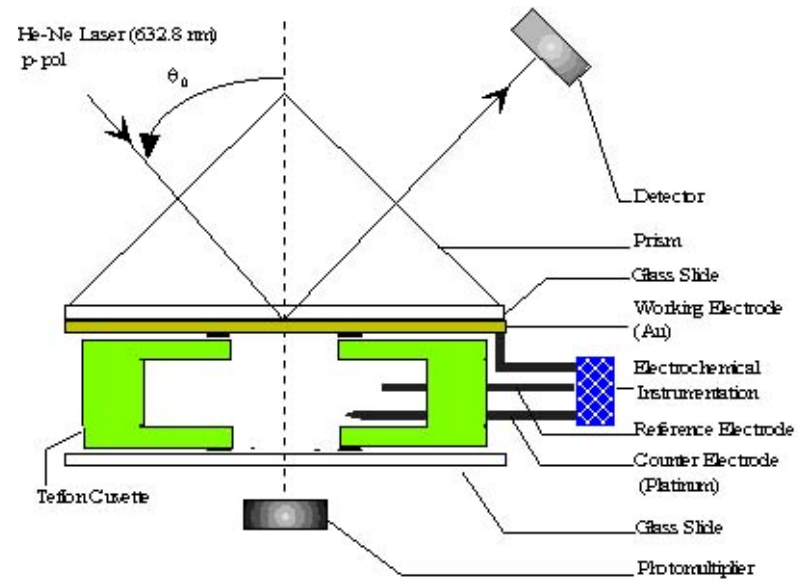 He-Ne Laser (632.8 nm)
p-pol
θ0
Detector
Prism
Glass Slide
Working Electrode
(Au)
Electrochemical
Instrumentation
Reference Electrode
Counter Electrode
(Platinum)
Teflon Cuvette
Glass Slide
Photomultiplier